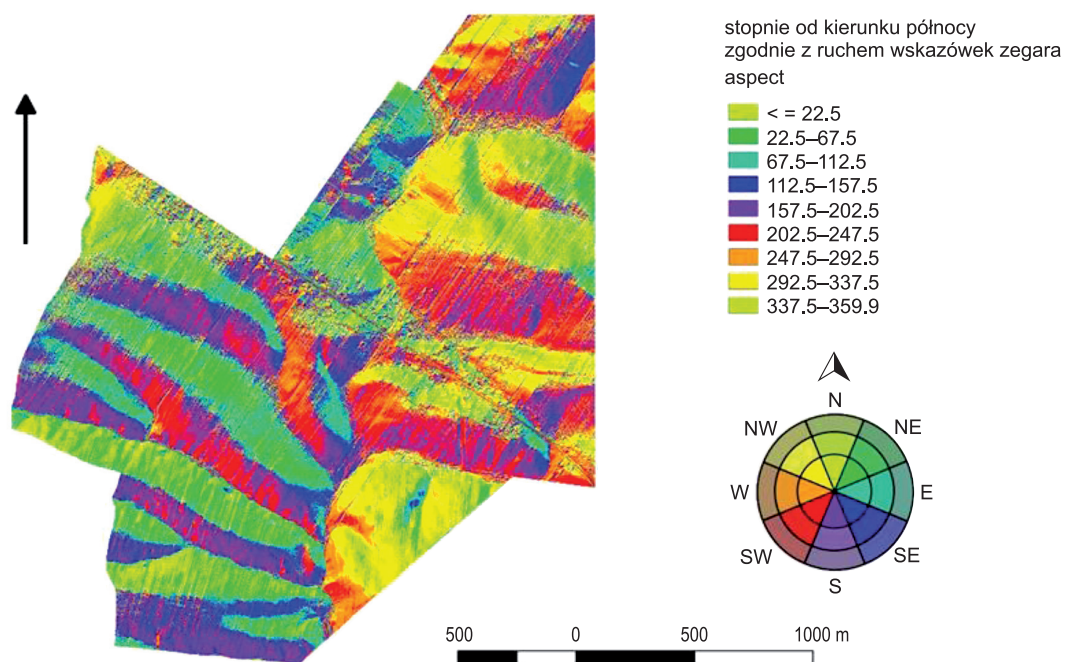 stopnie od kierunku północy
zgodnie z ruchem wskazówek zegara
aspect
< = 22.5
22.5–67.5
67.5–112.5
112.5–157.5
157.5–202.5
202.5–247.5
247.5–292.5
292.5–337.5
337.5–359.9
N
NW NE
W E
SW SE
S
500 0 500 1000 m